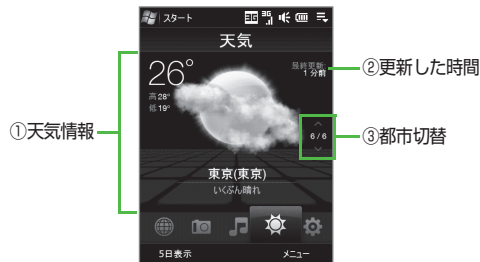 スタート
天気
26°
高 28°
低 19°
最終更新:
1 分前
6 / 6
東京(東京)
いくぶん晴れ
5日表示
メニュー
①天気情報
②更新した時間
③都市切替